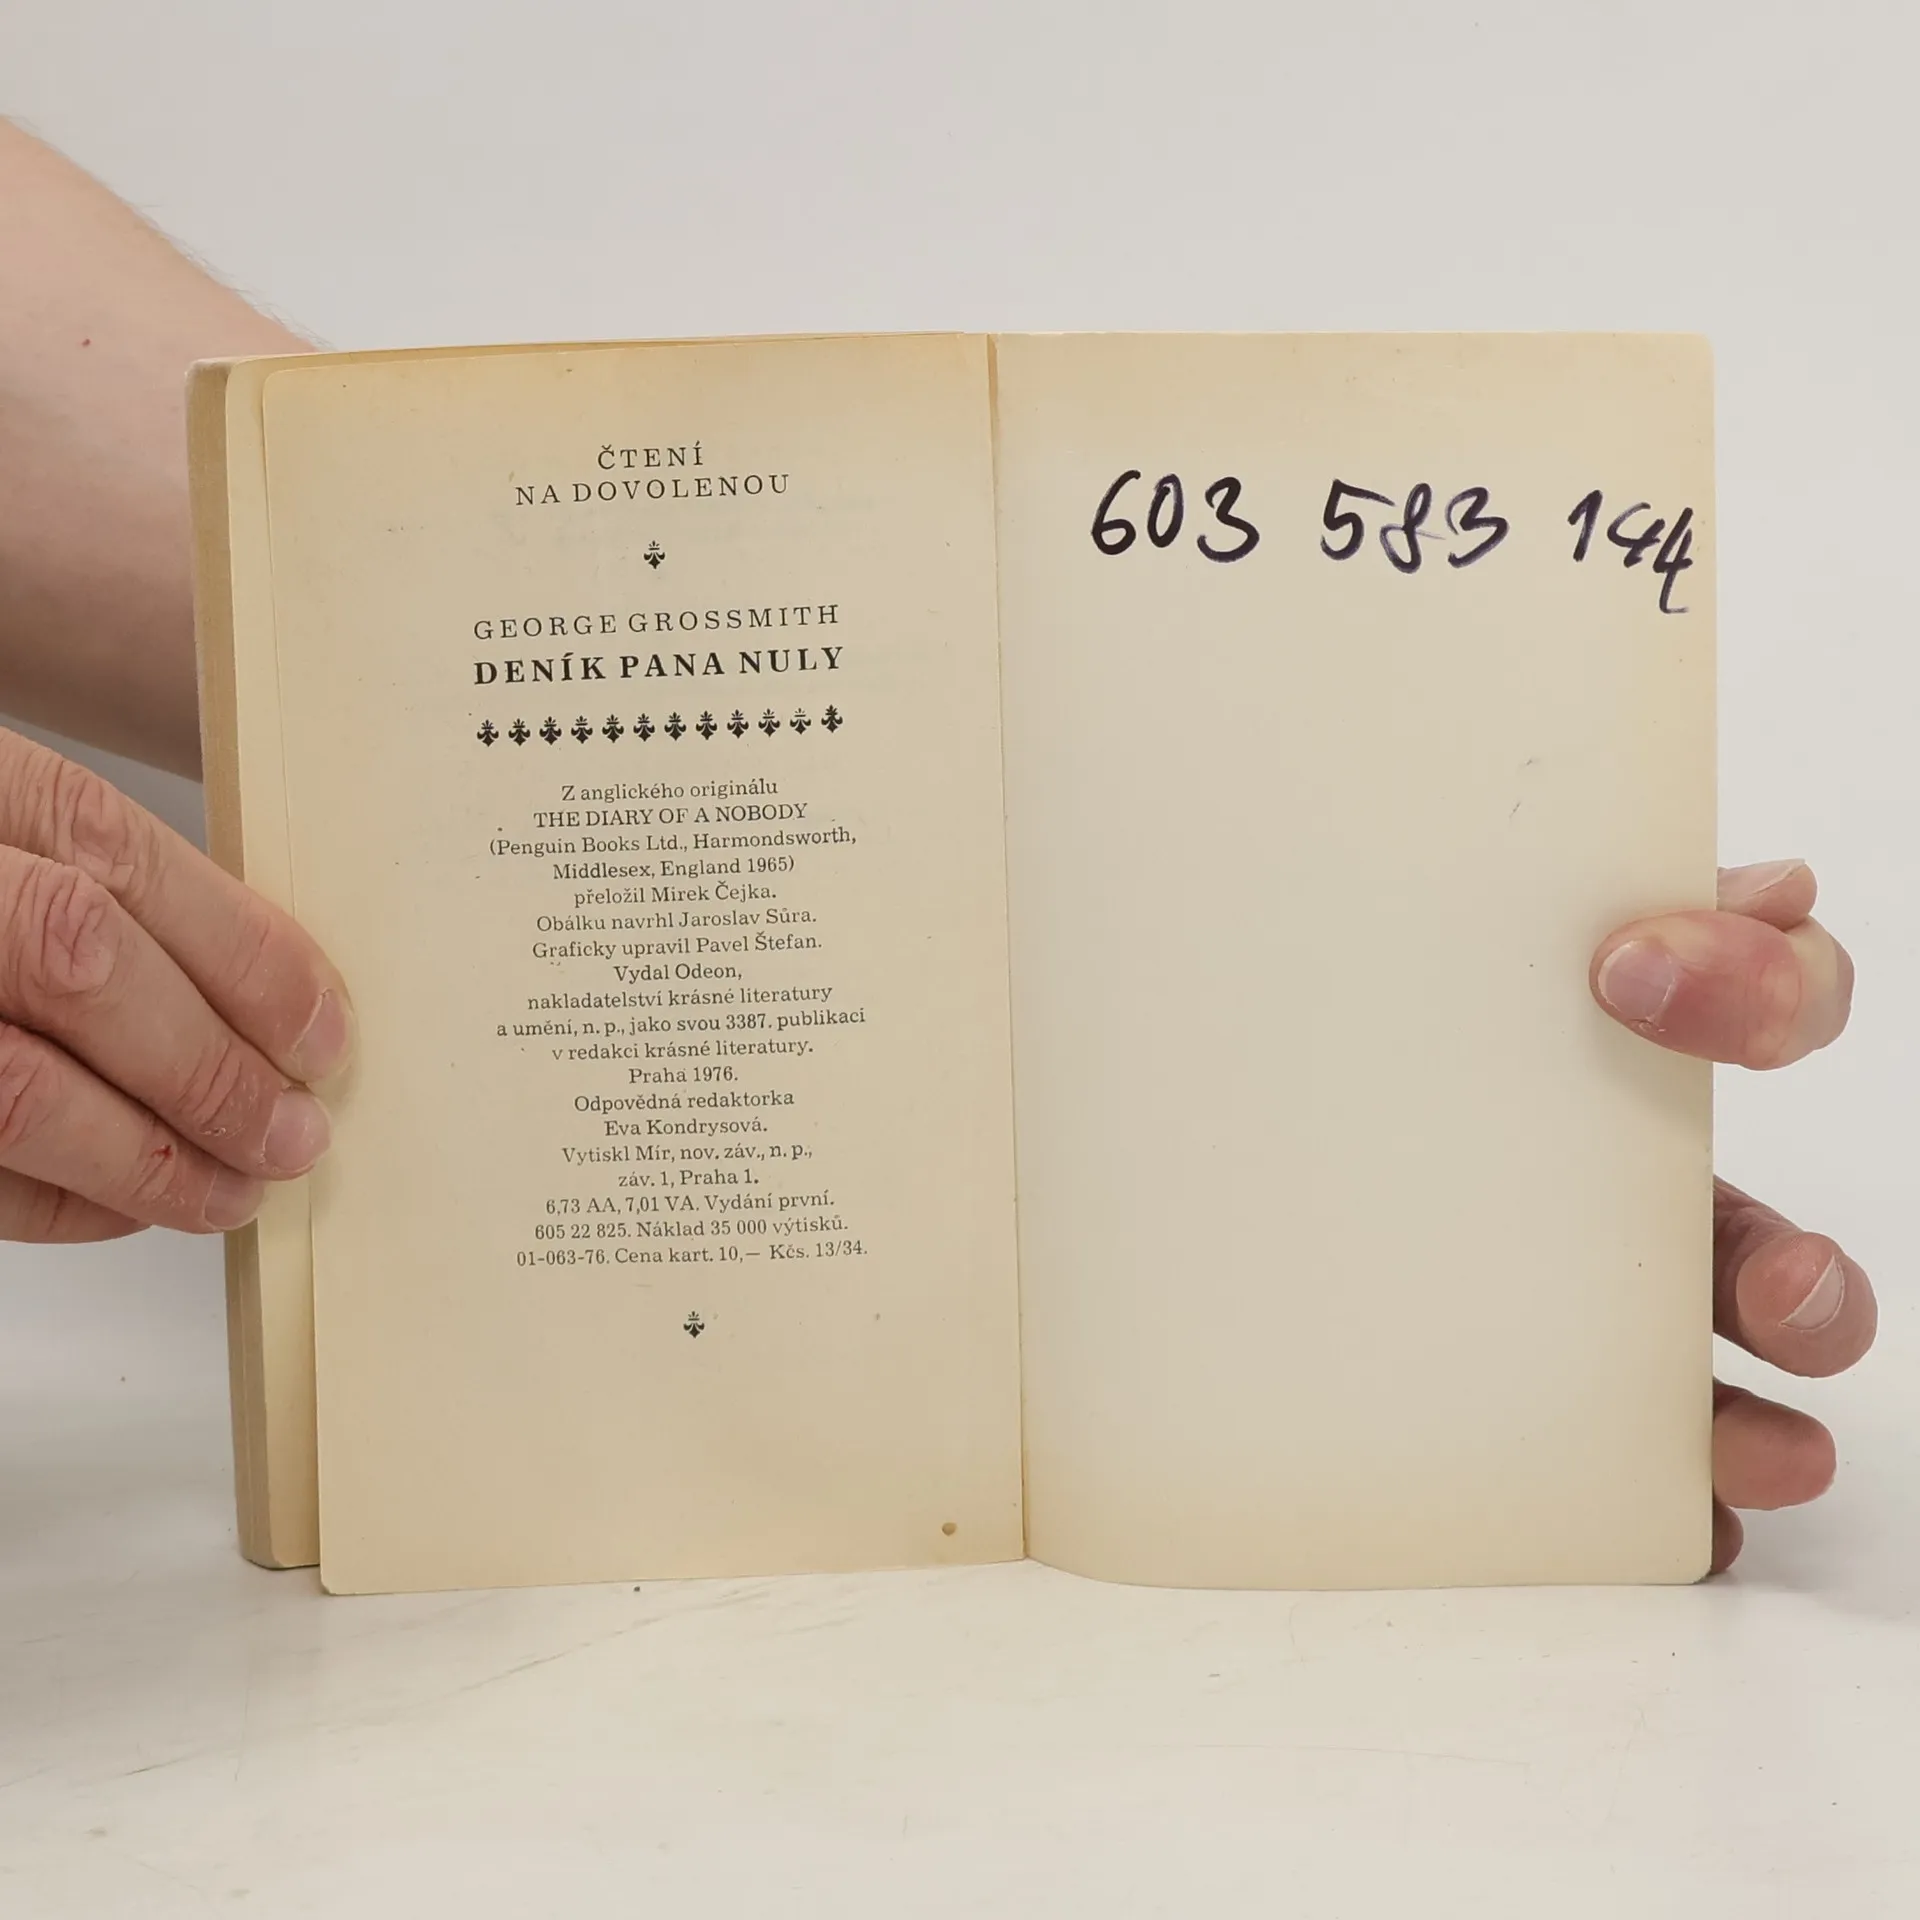 ČTENÍ
NA DOVOLENOU
GEORGE GROSSMITH
DENÍK PANA NULY
Z anglického originálu
THE DIARY OF A NOBODY
(Penguin Books Ltd., Harmondsworth,
Middlesex, England 1965)
přeložil Mirek Čejka.
Obálku navrhl Jaroslav Sůra.
Graficky upravil Pavel Štefan.
Vydal Odeon,
nakladatelství krásné literatury
a umění, n. p., jako svou 3387. publikaci
v redakci krásné literatury.
Praha 1976.
Odpovědná redaktorka
Eva Kondrysová.
Vytiskl Mír, nov. záv., n. p.,
záv. 1, Praha 1.
6,73 AA, 7,01 VA. Vydání první.
605 22 825. Náklad 35 000 výtisků.
01-063-76. Cena kart. 10,— Kčs. 13/34.
603 583 144